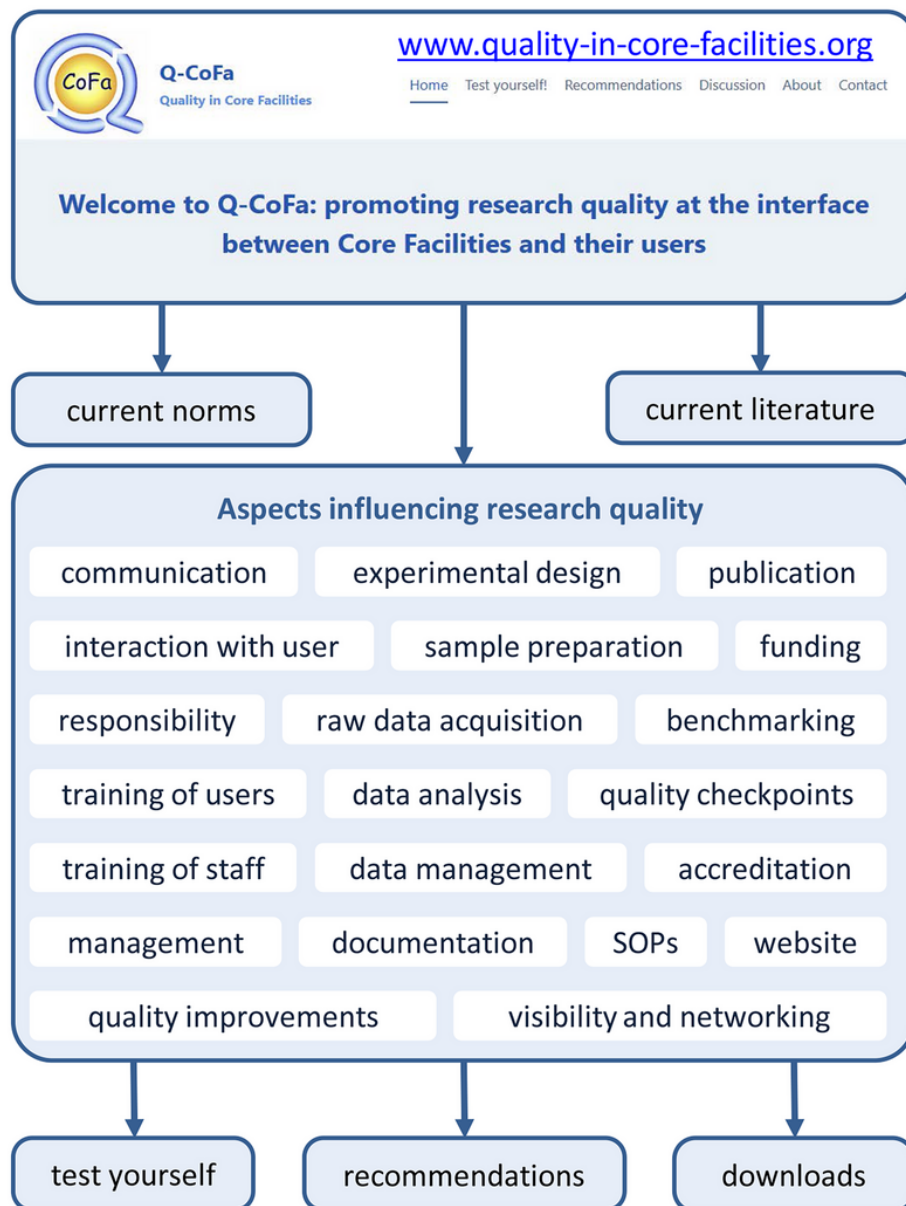 www.quality-in-core-facilities.org
CoFa
Q-CoFa
Quality in Core Facilities
Home Test yourself! Recommendations Discussion About Contact
Welcome to Q-CoFa: promoting research quality at the interface
between Core Facilities and their users
current norms
current literature
Aspects influencing research quality
communication experimental design publication
interaction with user sample preparation funding
responsibility raw data acquisition benchmarking
training of users data analysis quality checkpoints
training of staff data management accreditation
management documentation SOPs website
quality improvements visibility and networking
test yourself recommendations downloads